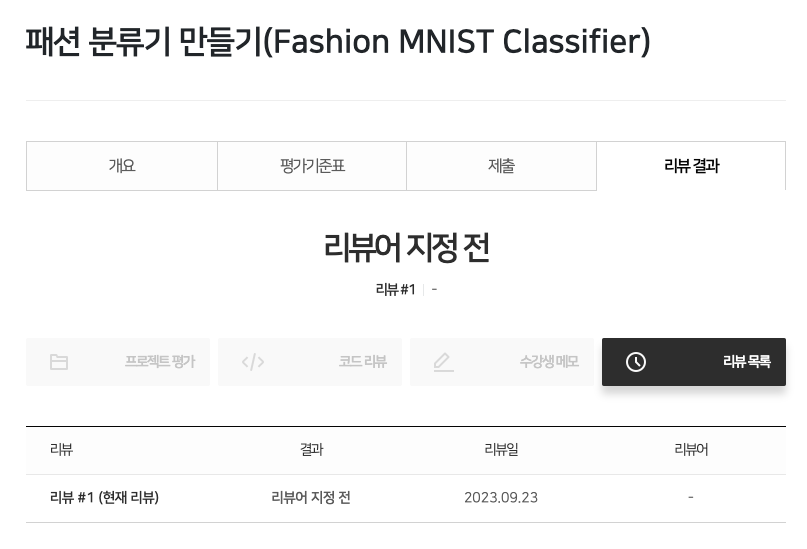 패션 분류기 만들기(Fashion MNIST Classifier)
개요 평가기준표 제출 리뷰 결과
리뷰어 지정 전
리뷰 #1 | -
프로젝트 평가 코드 리뷰 수강생 메모 리뷰 목록
리뷰 결과 리뷰일 리뷰어
리뷰 #1 (현재 리뷰) 리뷰어 지정 전 2023.09.23 -